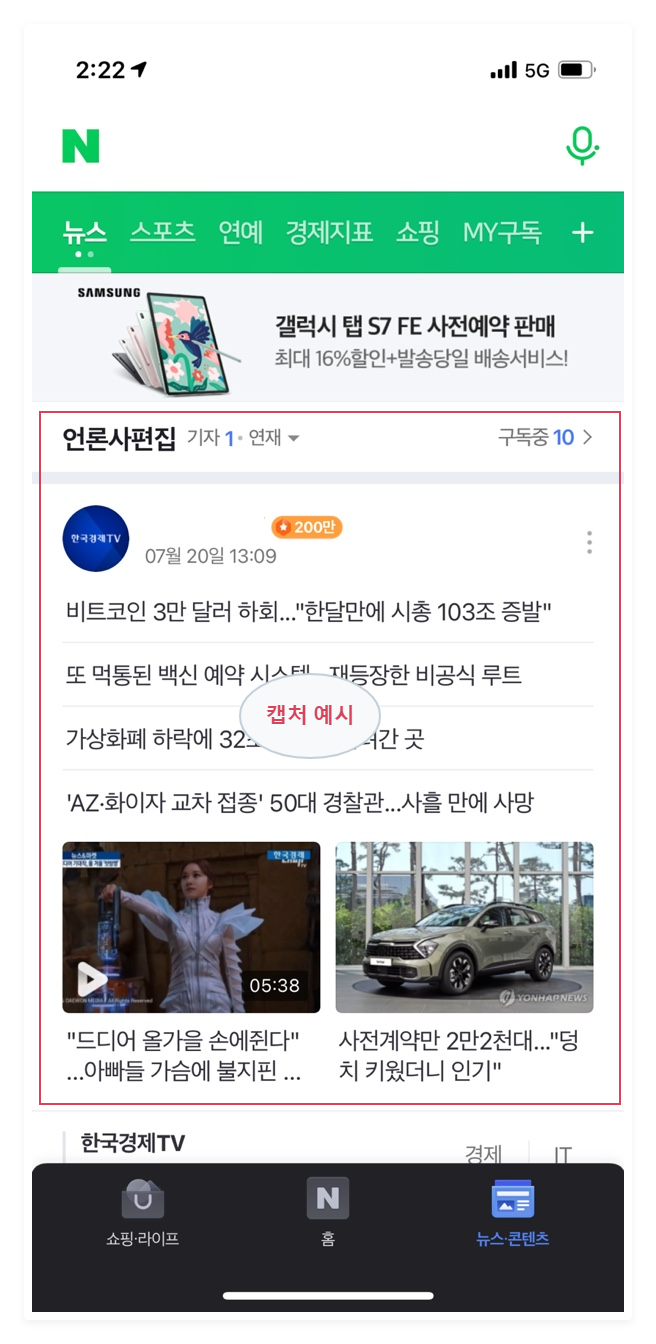 2:22 5G
N
뉴스 스포츠 연예 경제지표 쇼핑 MY구독 +
SAMSUNG
갤럭시 탭 S7 FE 사전예약 판매
최대 16%할인+발송당일 배송서비스!
언론사편집 기자 1 · 연재 구독중 10
한국경제TV
200만
07월 20일 13:09
비트코인 3만 달러 하회..."한달만에 시총 103조 증발"
또 먹통된 백신 예약 시스템...재등장한 비공식 루트
캡처 예시
가상화폐 하락에 32 간 곳
'AZ·화이자 교차 접종' 50대 경찰관...사흘 만에 사망
뉴스&마켓
한국경제TV
05:38
DAEWON MEDIA All Rights Reserved
YONHAPNEWS
"드디어 올가을 손에쥔다"
...아빠들 가슴에 불지핀 ...
사전계약만 2만2천대..."덩
치 키웠더니 인기"
한국경제TV
경제 IT
N
쇼핑·라이프 홈 뉴스·콘텐츠